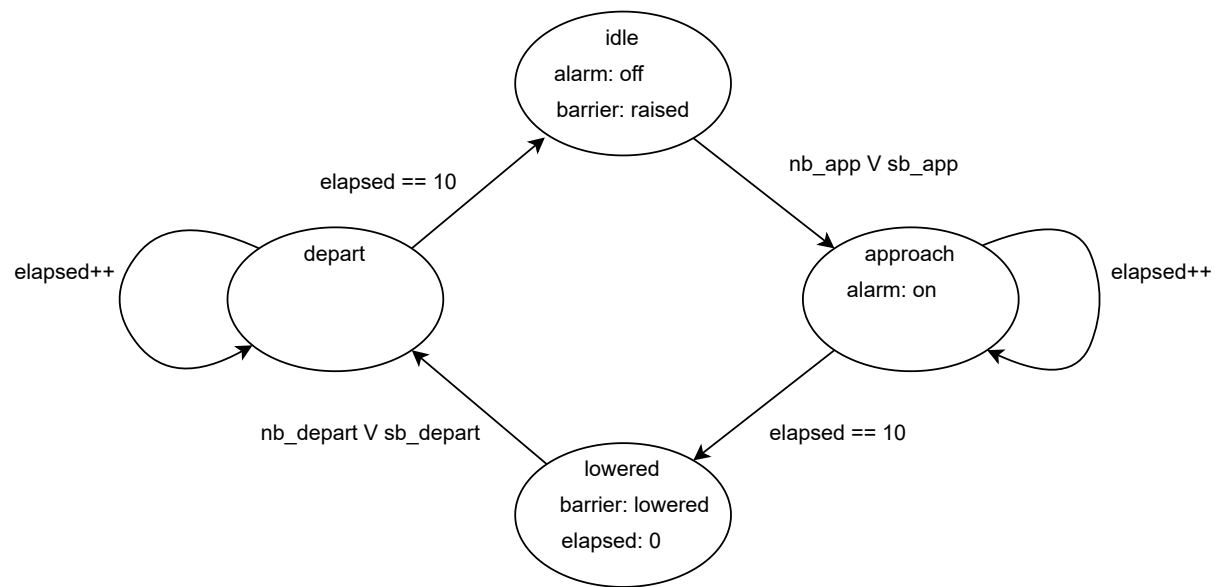 idle
alarm: off
barrier: raised
nb_app V sb_app
elapsed == 10
depart
approach
alarm: on
elapsed++
elapsed++
nb_depart V sb_depart
elapsed == 10
lowered
barrier: lowered
elapsed: 0